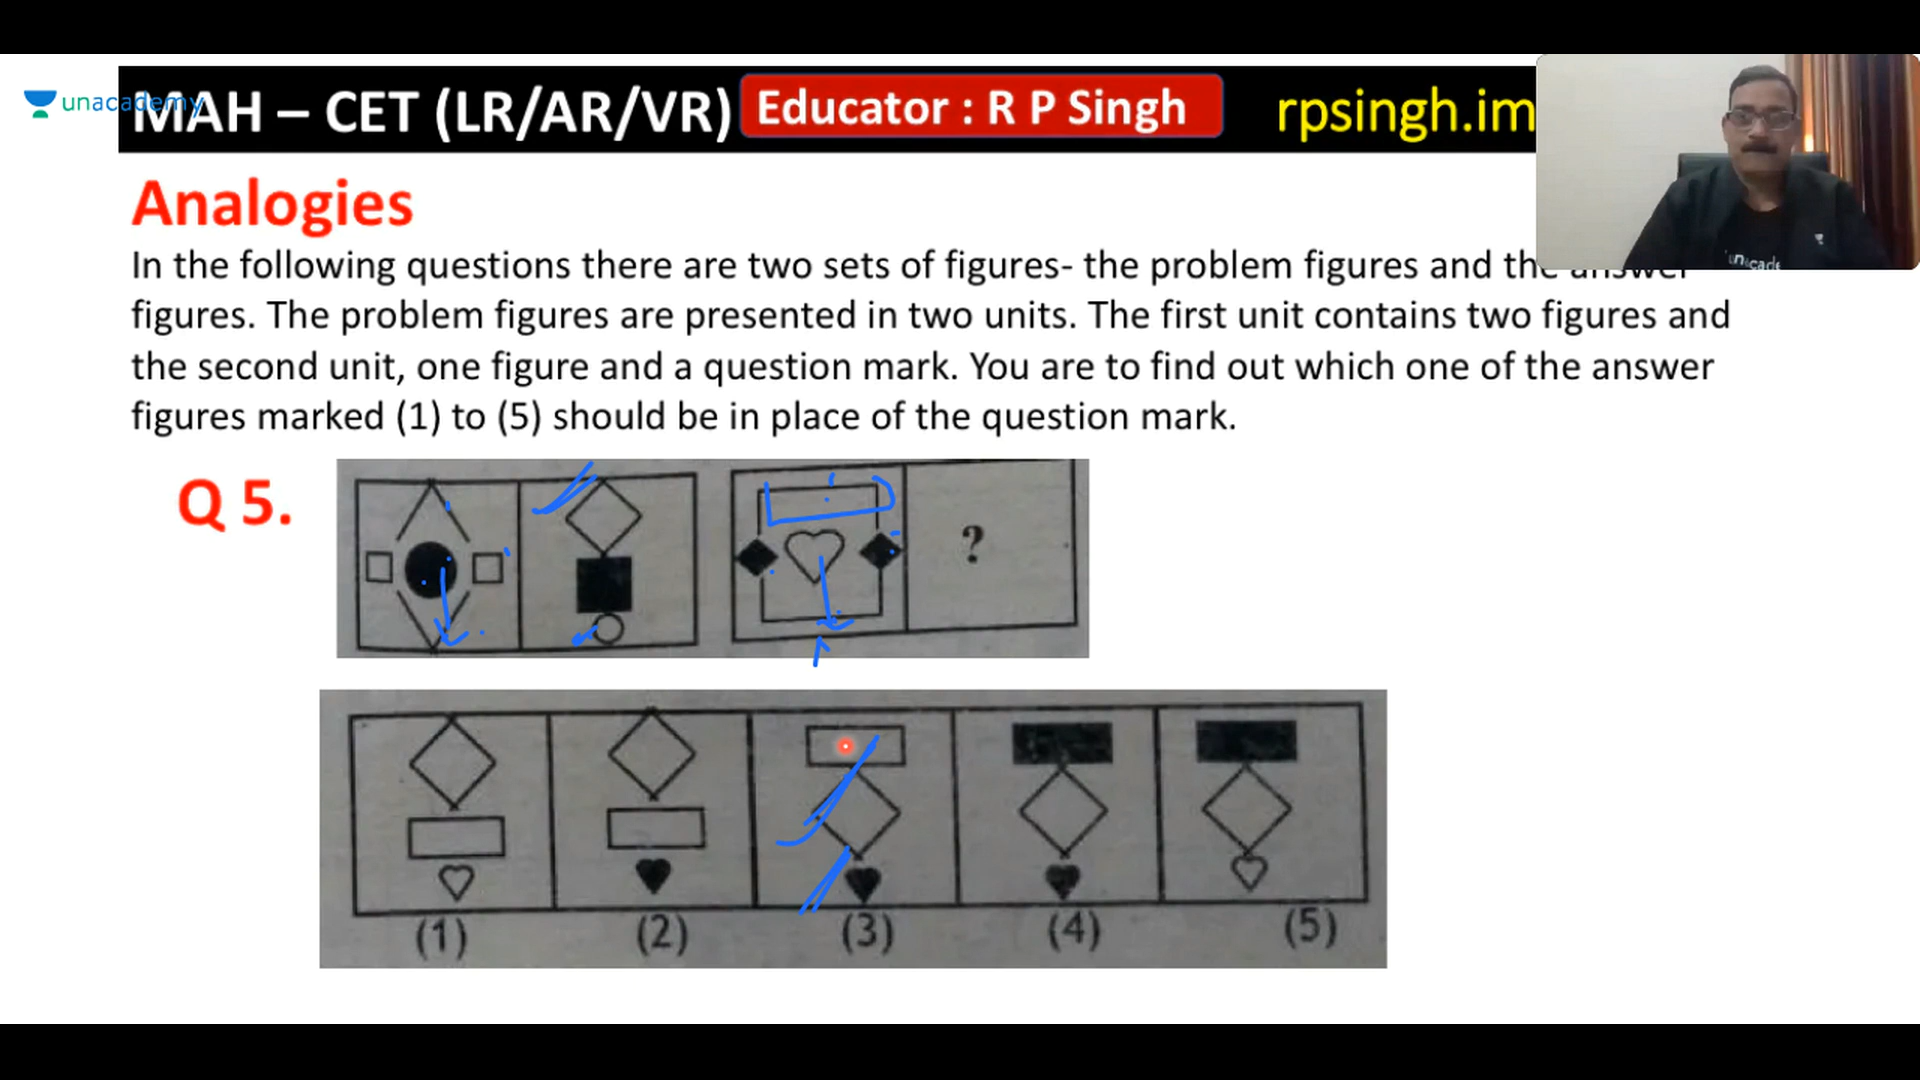 unacademy
MAH – CET (LR/AR/VR)
Educator : R P Singh
rpsingh.im
Analogies
In the following questions there are two sets of figures- the problem figures and the answer
figures. The problem figures are presented in two units. The first unit contains two figures and
the second unit, one figure and a question mark. You are to find out which one of the answer
figures marked (1) to (5) should be in place of the question mark.
Q 5.
?
(1) (2) (3) (4) (5)